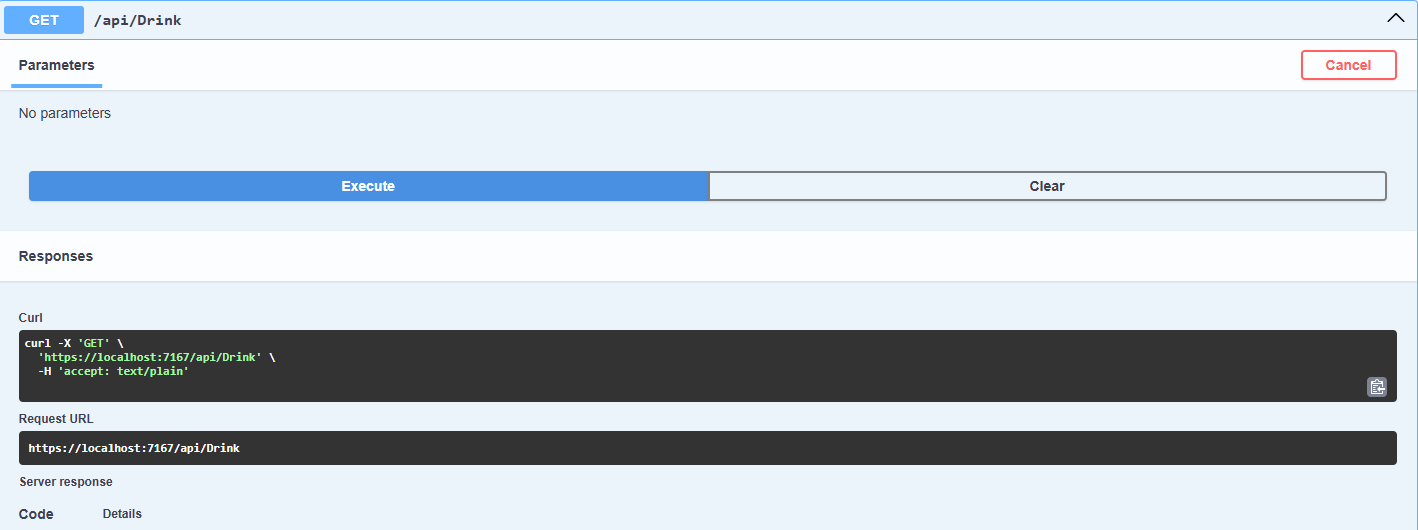 GET /api/Drink
Parameters Cancel
No parameters
Execute Clear
Responses
Curl
curl -X 'GET' \
'https://localhost:7167/api/Drink' \
-H 'accept: text/plain'
Request URL
https://localhost:7167/api/Drink
Server response
Code Details